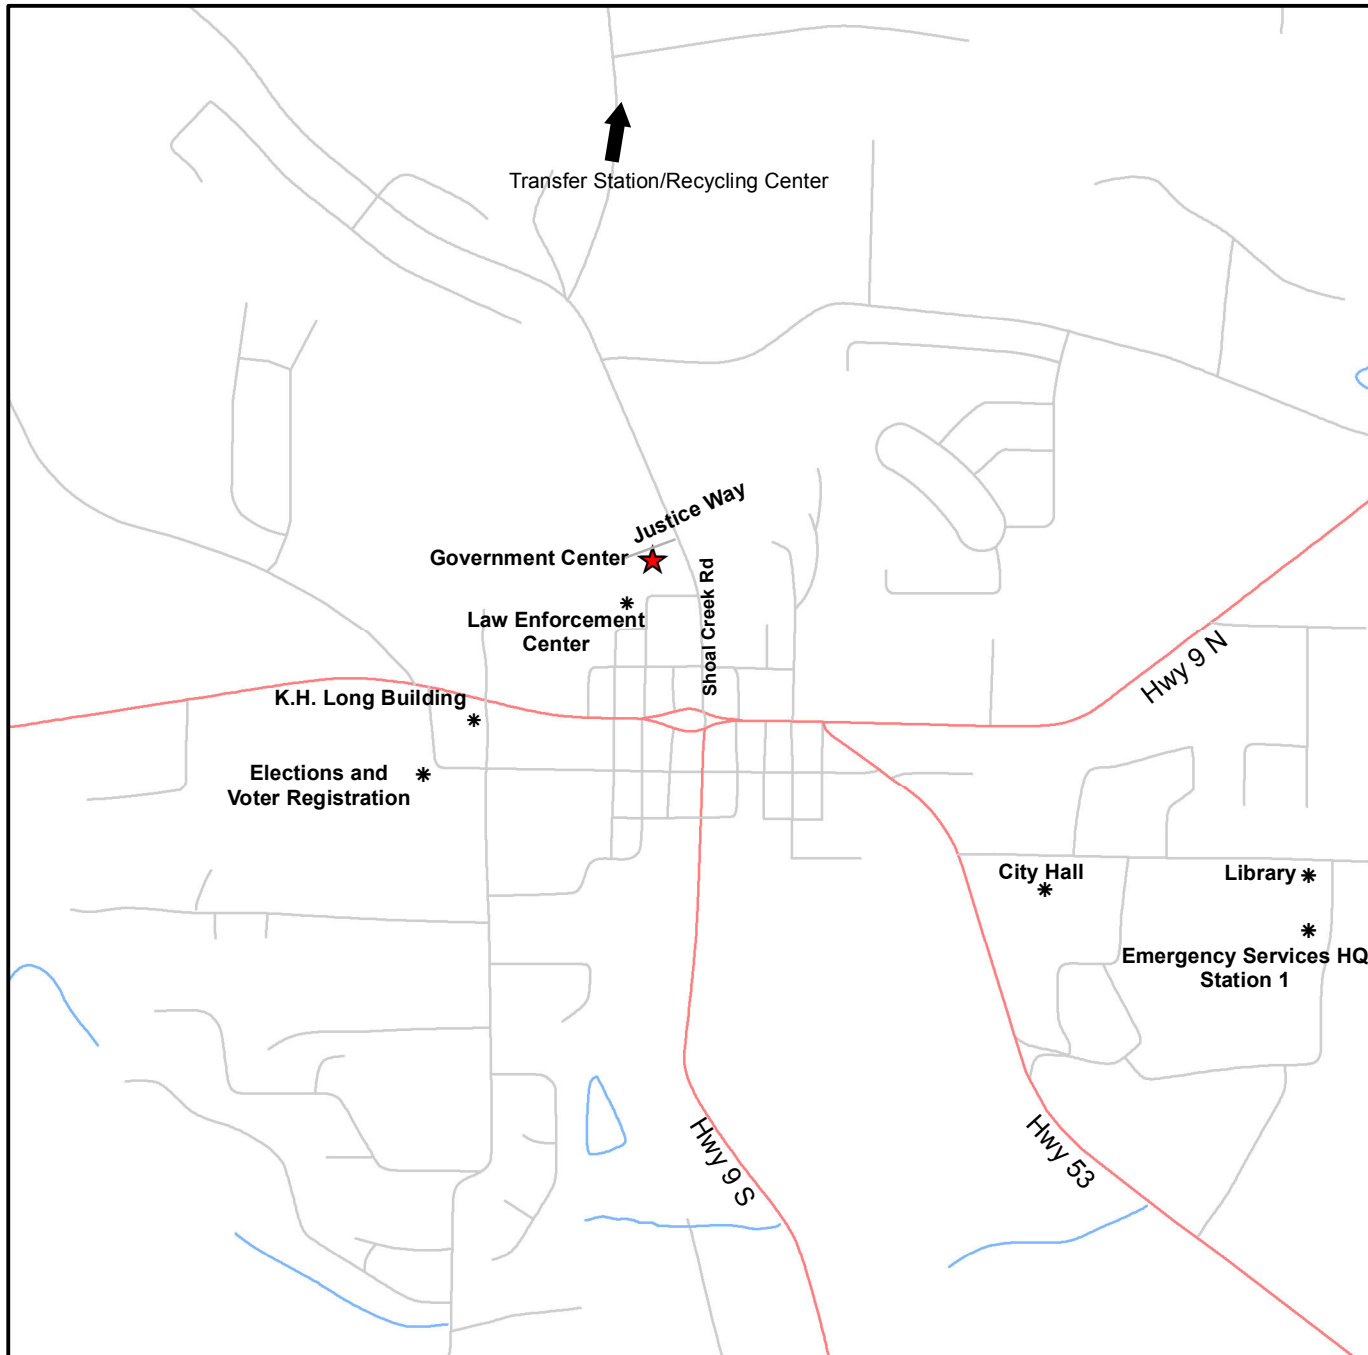 Transfer Station/Recycling Center
Justice Way
Government Center
Shoal Creek Rd
Law Enforcement
Center
Hwy 9 N
K.H. Long Building
Elections and
Voter Registration
City Hall
Library
Emergency Services HQ
Station 1
Hwy 9 S
Hwy 53